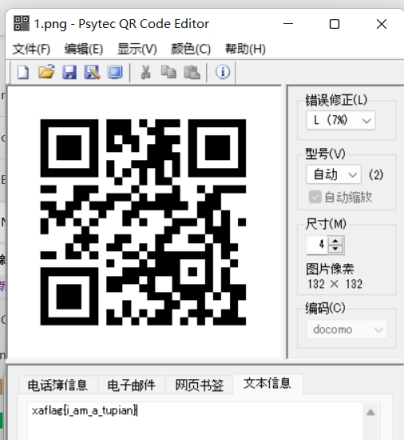 1.png - Psytec QR Code Editor
文件(F) 编辑(E) 显示(V) 颜色(C) 帮助(H)
错误修正(L)
L (7%)
型号(V)
自动 (2)
自动缩放
尺寸(M)
4
图片像素
132 × 132
编码(C)
docomo
电话簿信息 电子邮件 网页书签 文本信息
xaflag{i_am_a_tupian}